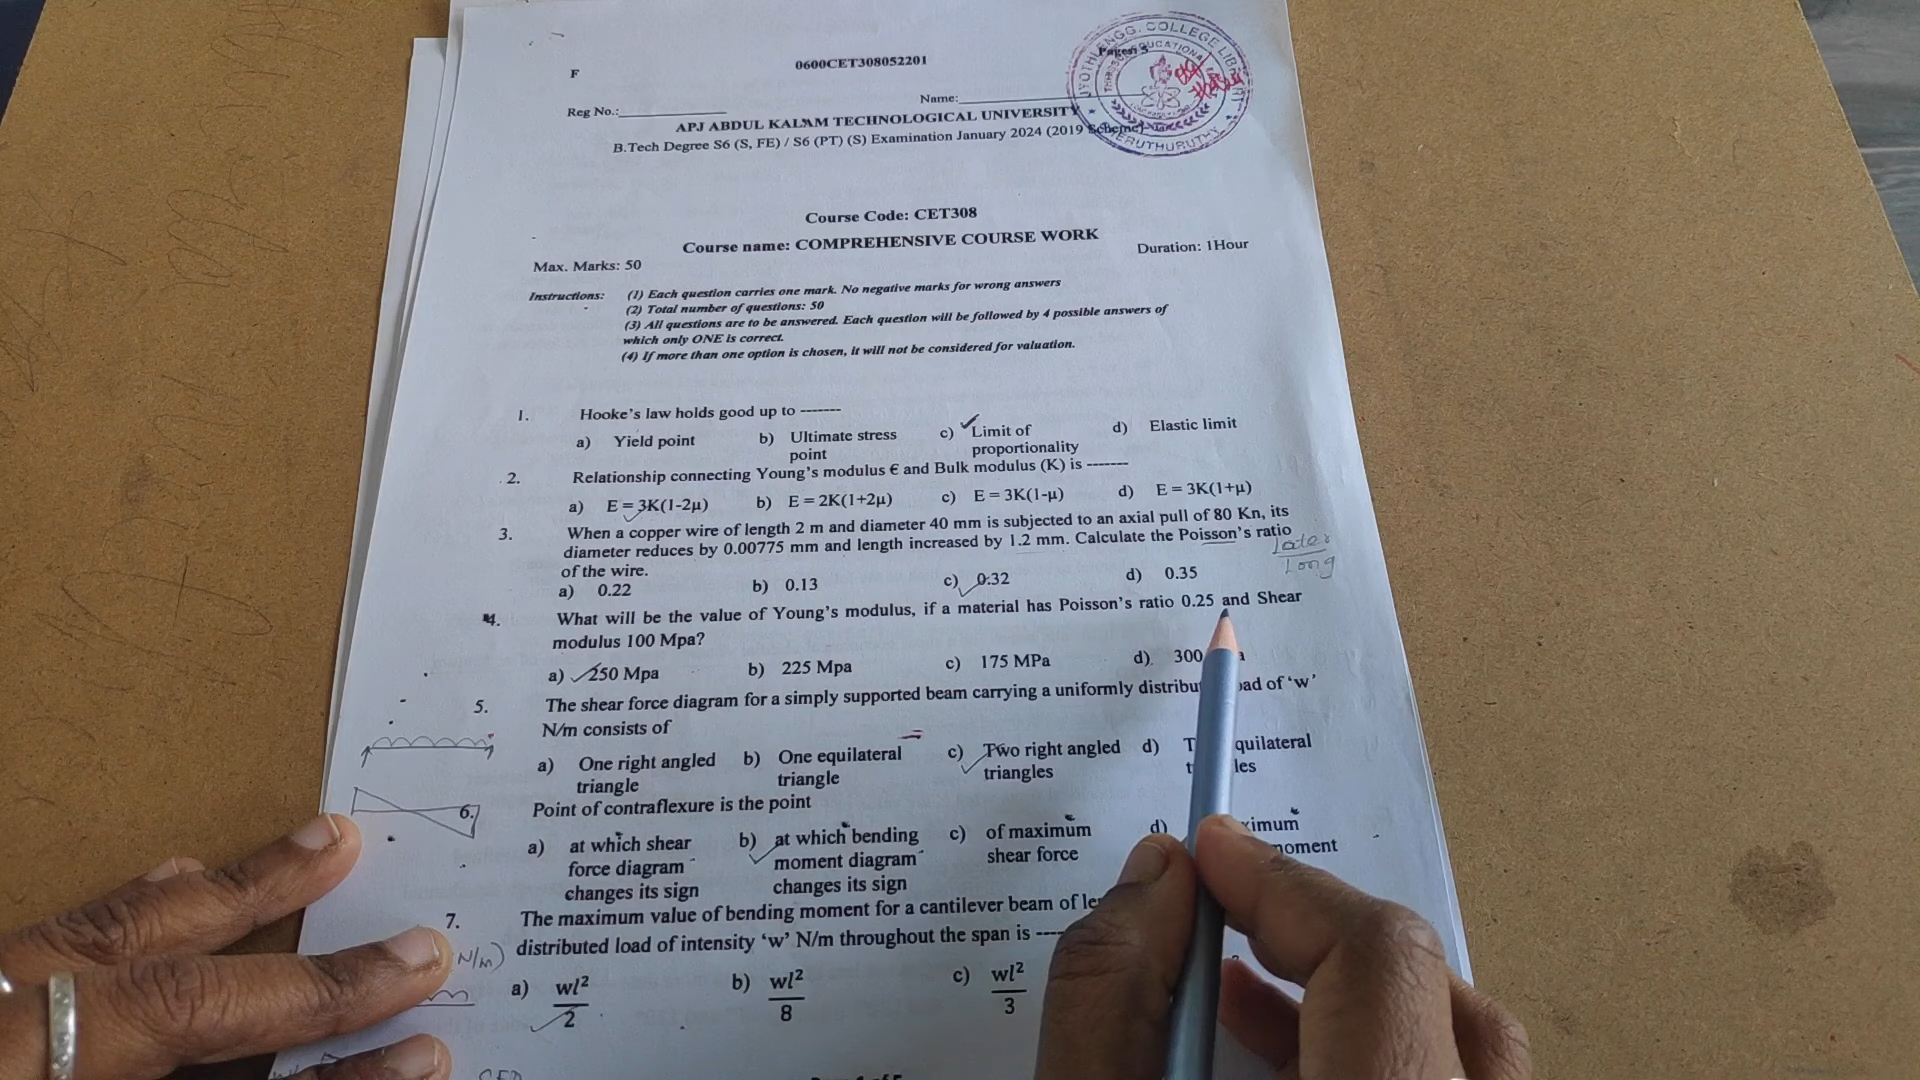 0600CET308052201
F
Pages: 5
Reg No.:
Name:
APJ ABDUL KALAM TECHNOLOGICAL UNIVERSITY
B.Tech Degree S6 (S, FE) / S6 (PT) (S) Examination January 2024 (2019 Scheme)
Course Code: CET308
Course name: COMPREHENSIVE COURSE WORK
Max. Marks: 50
Duration: 1Hour
Instructions: (1) Each question carries one mark. No negative marks for wrong answers
(2) Total number of questions: 50
(3) All questions are to be answered. Each question will be followed by 4 possible answers of
which only ONE is correct.
(4) If more than one option is chosen, it will not be considered for valuation.
1. Hooke's law holds good up to -------
a) Yield point b) Ultimate stress c) Limit of d) Elastic limit
point proportionality
2. Relationship connecting Young's modulus € and Bulk modulus (K) is -------
a) E = 3K(1-2μ) b) E = 2K(1+2μ) c) E = 3K(1-μ) d) E = 3K(1+μ)
3. When a copper wire of length 2 m and diameter 40 mm is subjected to an axial pull of 80 Kn, its
diameter reduces by 0.00775 mm and length increased by 1.2 mm. Calculate the Poisson's ratio
of the wire.
Later
Long
a) 0.22 b) 0.13 c) 0.32 d) 0.35
4. What will be the value of Young's modulus, if a material has Poisson's ratio 0.25 and Shear
modulus 100 Mpa?
a) 250 Mpa b) 225 Mpa c) 175 MPa d) 300
5. The shear force diagram for a simply supported beam carrying a uniformly distribu ad of 'w'
N/m consists of
a) One right angled b) One equilateral c) Two right angled d) T quilateral
triangle triangle triangles t les
6. Point of contraflexure is the point
a) at which shear b) at which bending c) of maximum d) ximum
force diagram moment diagram shear force moment
changes its sign changes its sign
7. The maximum value of bending moment for a cantilever beam of le
distributed load of intensity 'w' N/m throughout the span is ----
N/m)
a) wl²/2 b) wl²/8 c) wl²/3
SFD